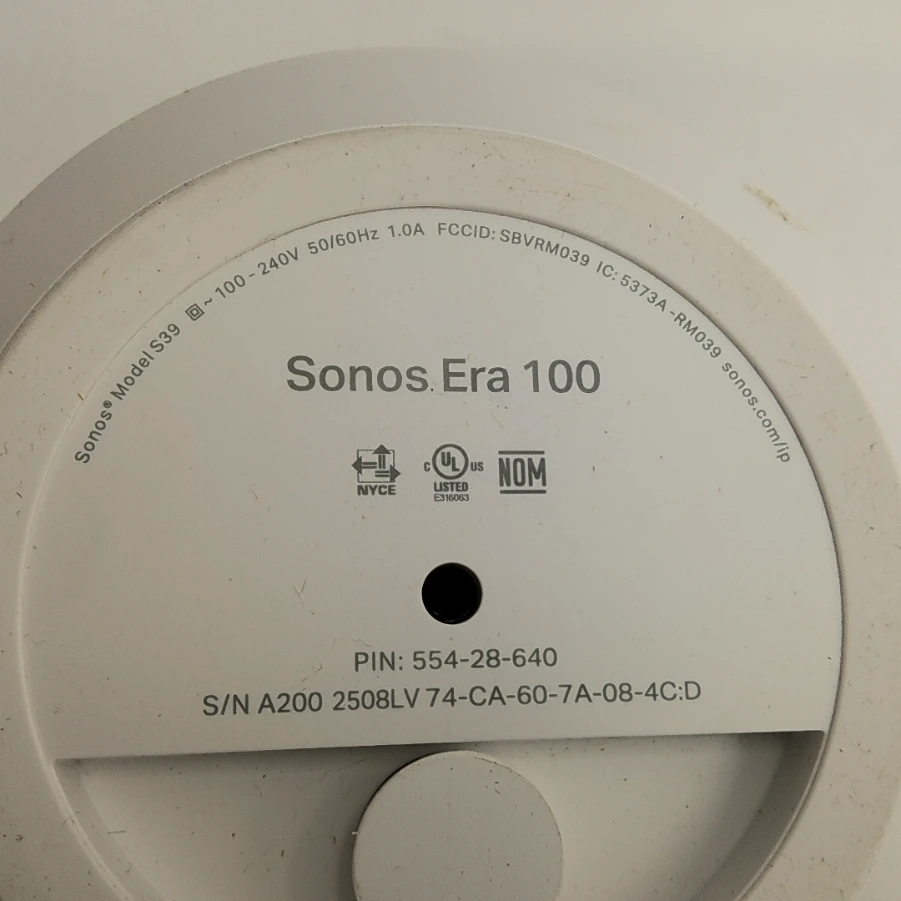 Sonos® Model S39 ~ 100 - 240V 50/60Hz 1.0A FCCID: SBVRM039 IC: 5373A -RM039 sonos.com/ip
Sonos Era 100
NYCE
C UL US
LISTED
E316063
NOM
PIN: 554-28-640
S/N A200 2508LV 74-CA-60-7A-08-4C:D